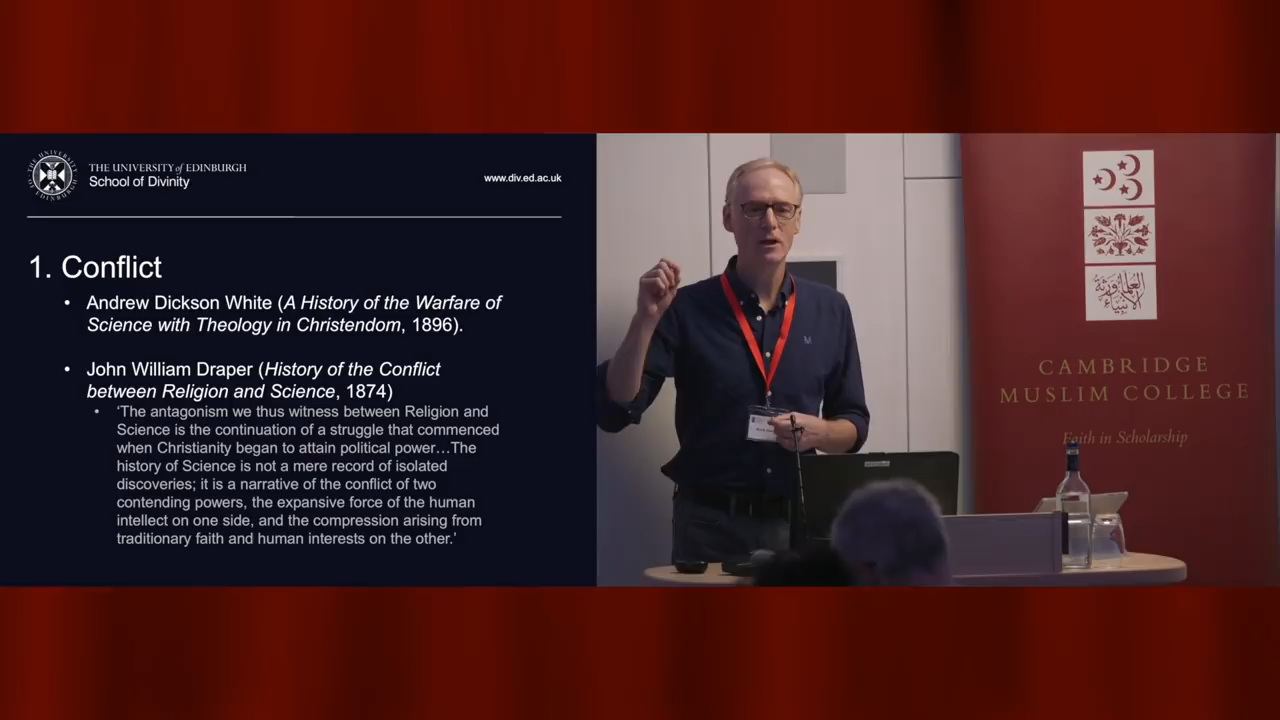 THE UNIVERSITY of EDINBURGH
School of Divinity
www.div.ed.ac.uk
1. Conflict
• Andrew Dickson White (A History of the Warfare of
Science with Theology in Christendom, 1896).
• John William Draper (History of the Conflict
between Religion and Science, 1874)
• ‘The antagonism we thus witness between Religion and
Science is the continuation of a struggle that commenced
when Christianity began to attain political power…The
history of Science is not a mere record of isolated
discoveries; it is a narrative of the conflict of two
contending powers, the expansive force of the human
intellect on one side, and the compression arising from
traditionary faith and human interests on the other.’
العلماء ورثة
الأنبياء
CAMBRIDGE
MUSLIM COLLEGE
Faith in Scholarship